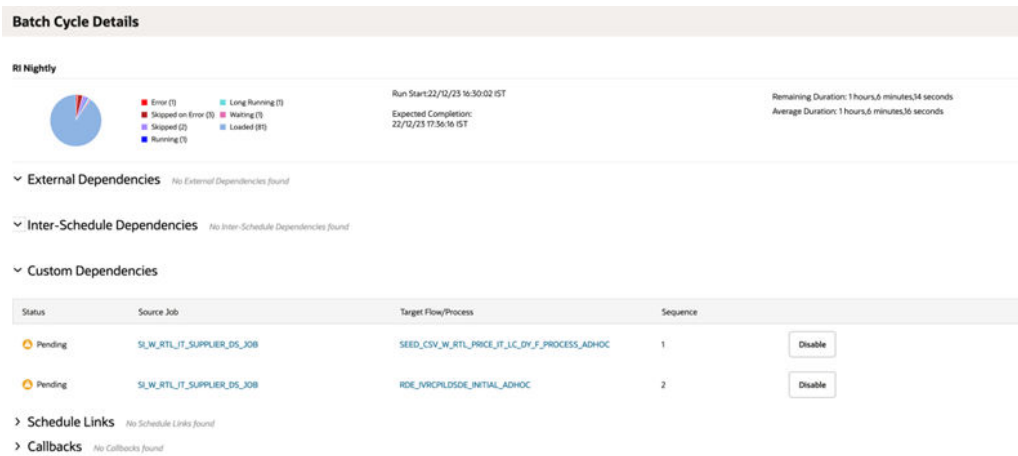 Batch Cycle Details
RI Nightly
Error (1)
Long Running (1)
Skipped on Error (3)
Waiting (1)
Skipped (2)
Loaded (81)
Running (1)
Run Start:22/12/23 16:30:02 IST
Expected Completion:
22/12/23 17:36:16 IST
Remaining Duration: 1 hours,6 minutes,14 seconds
Average Duration: 1 hours,6 minutes,16 seconds
External Dependencies No External Dependencies found
Inter-Schedule Dependencies No Inter-Schedule Dependencies found
Custom Dependencies
Status Source Job Target Flow/Process Sequence
Pending SI_W_RTL_IT_SUPPLIER_DS_JOB SEED_CSV_W_RTL_PRICE_IT_LC_DY_F_PROCESS_ADHOC 1 Disable
Pending SI_W_RTL_IT_SUPPLIER_DS_JOB RDE_IVRCPILDSDE_INITIAL_ADHOC 2 Disable
Schedule Links No Schedule Links found
Callbacks No Callbacks found